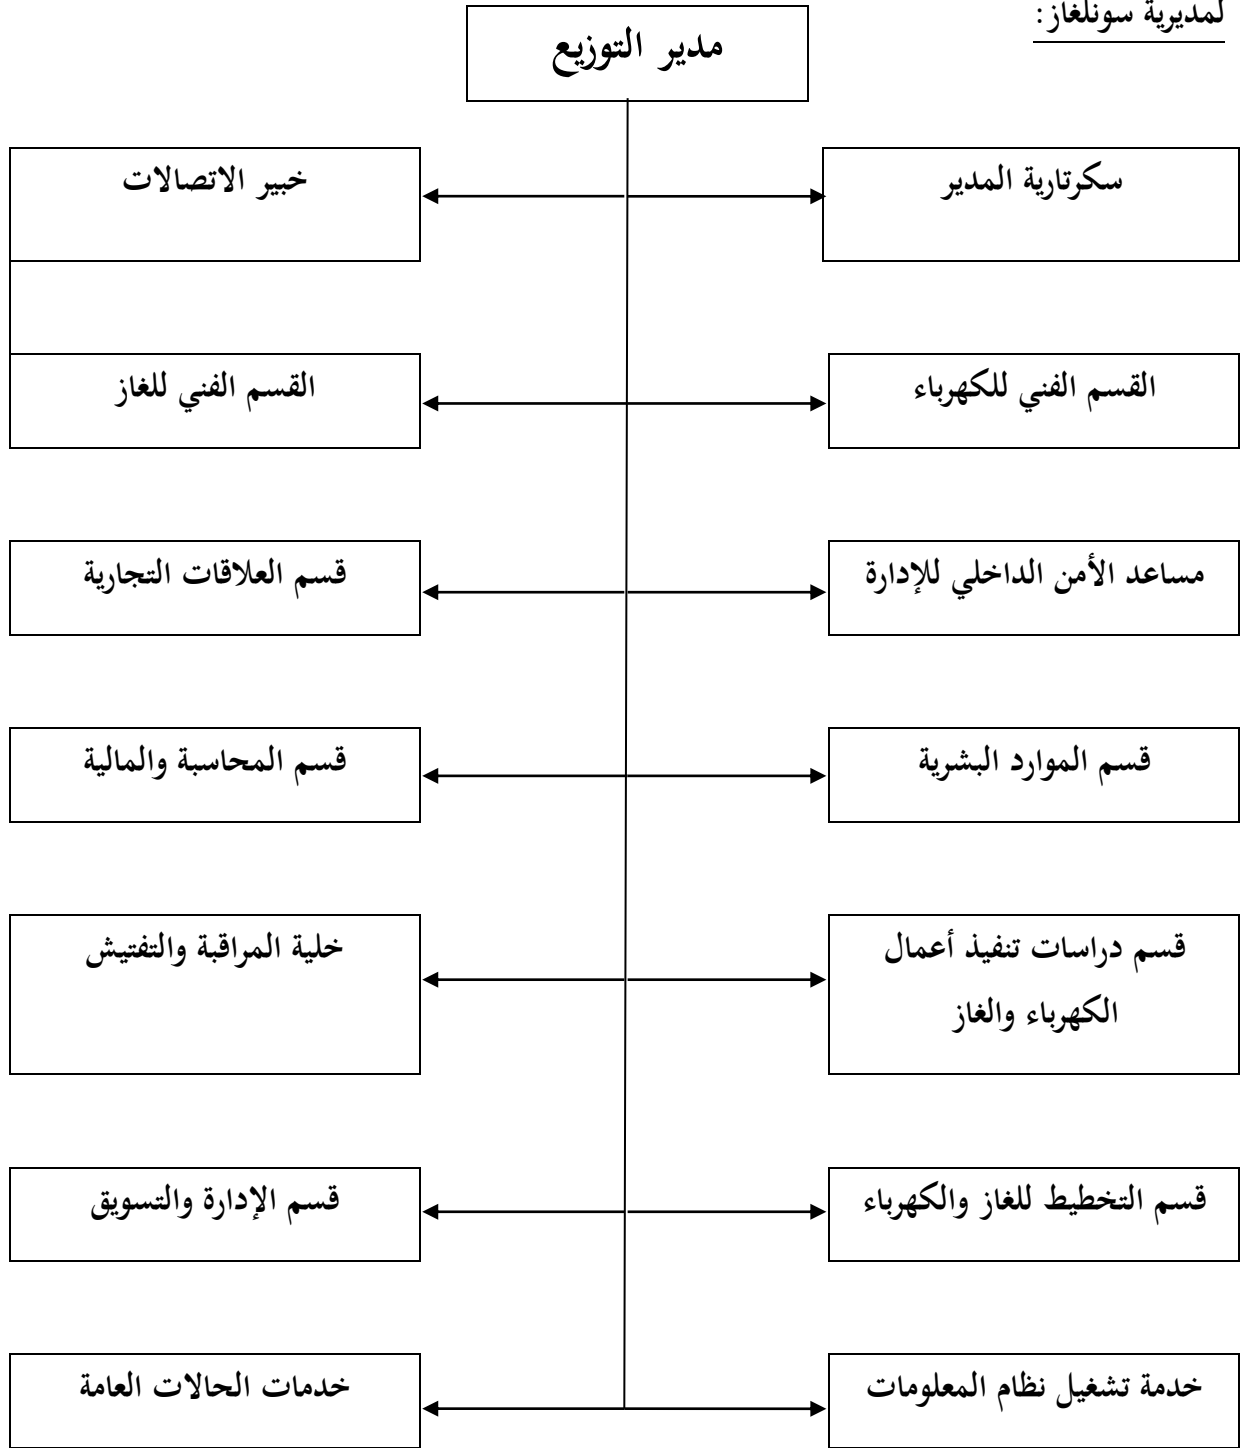 لمديرية سونلغاز:
مدير التوزيع
سكرتارية المدير
خبير الاتصالات
القسم الفني للكهرباء
القسم الفني للغاز
مساعد الأمن الداخلي للإدارة
قسم العلاقات التجارية
قسم الموارد البشرية
قسم المحاسبة والمالية
قسم دراسات تنفيذ أعمال
الكهرباء والغاز
خلية المراقبة والتفتيش
قسم التخطيط للغاز والكهرباء
قسم الإدارة والتسويق
خدمة تشغيل نظام المعلومات
خدمات الحالات العامة